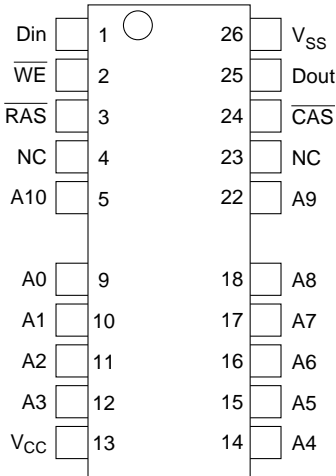 Din 1 26 VSS
WE 2 25 Dout
RAS 3 24 CAS
NC 4 23 NC
A10 5 22 A9
A0 9 18 A8
A1 10 17 A7
A2 11 16 A6
A3 12 15 A5
VCC 13 14 A4